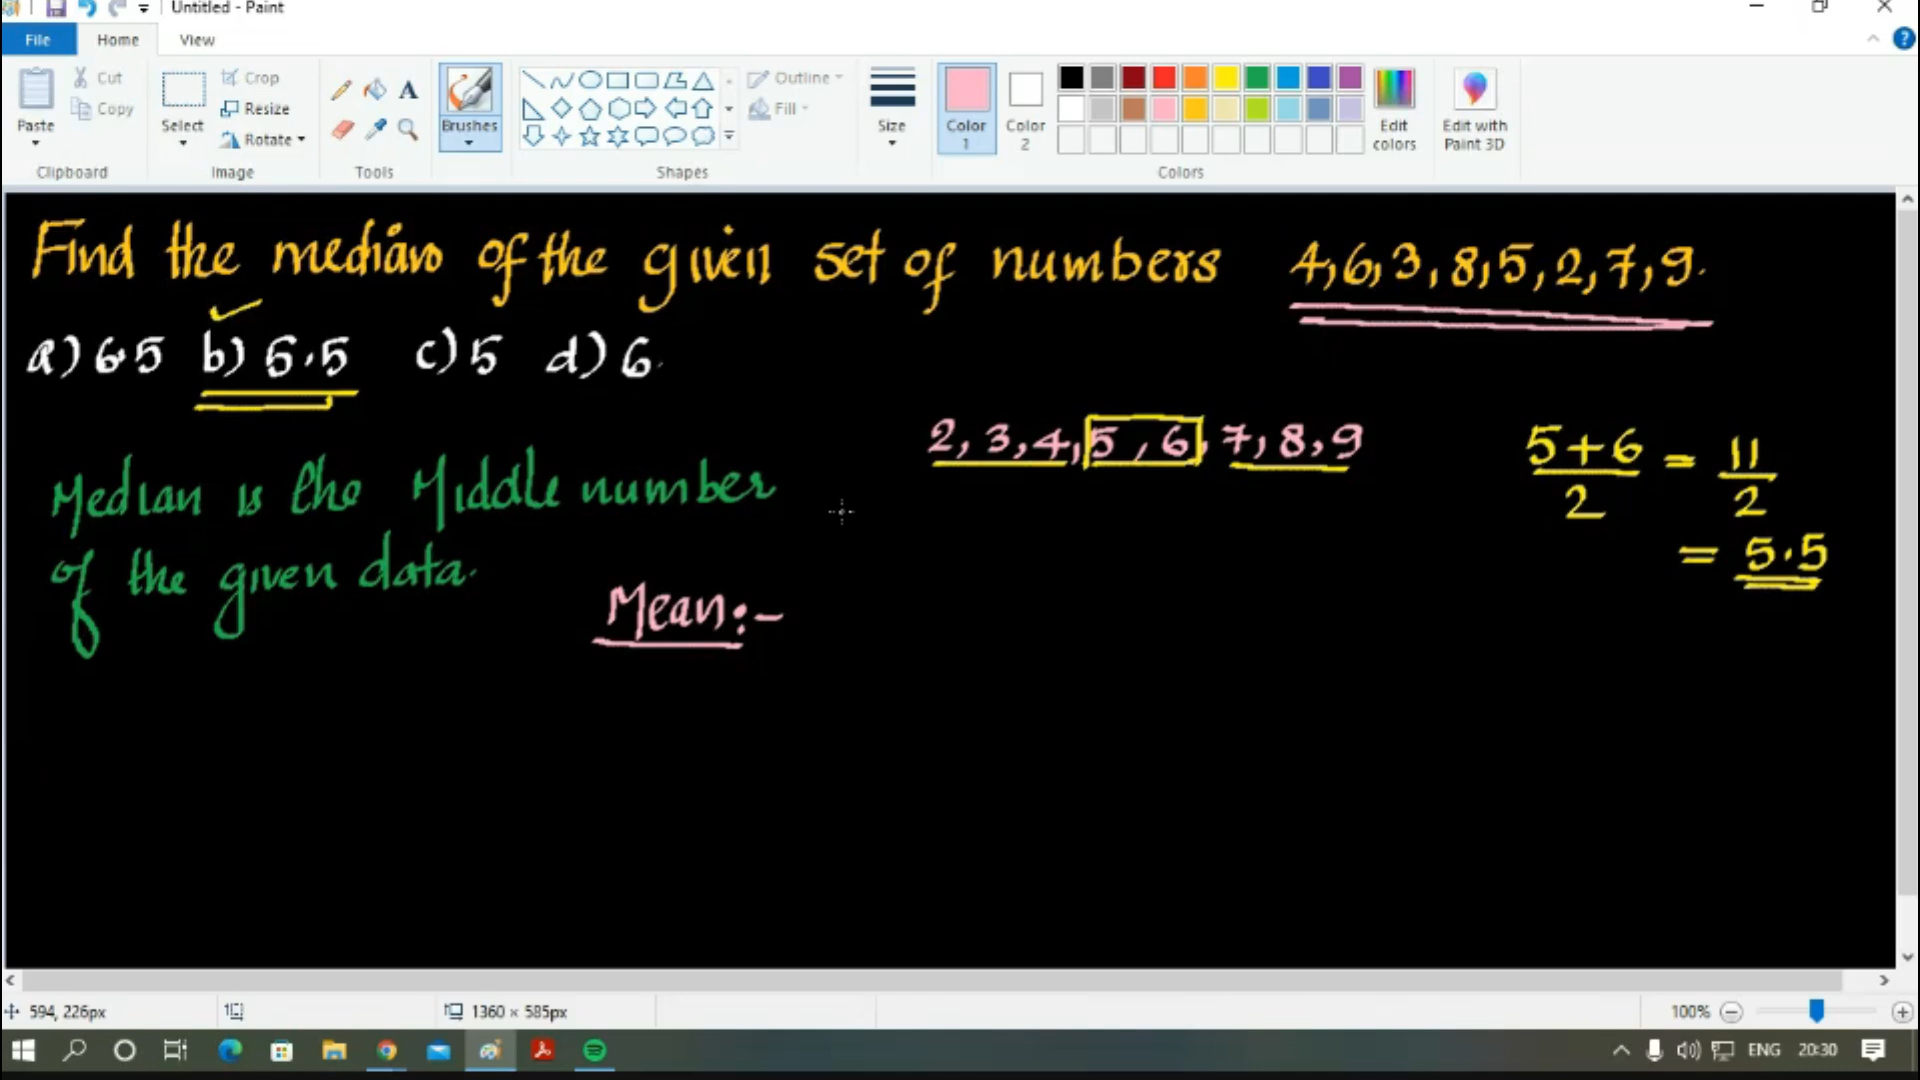 Untitled - Paint
File Home View
Paste Cut Copy Clipboard
Select Crop Resize Rotate Image
Tools
Brushes
Shapes Outline Fill
Size
Color 1 Color 2
Edit colors
Edit with Paint 3D
Colors
Find the median of the given set of numbers 4,6,3,8,5,2,7,9.
a) 6.5 b) 5.5 c) 5 d) 6.
2, 3, 4, 5, 6, 7, 8, 9
5+6/2 = 11/2
= 5.5
Median is the Middle number
of the given data.
Mean:-
594, 226px 1360 × 585px 100%
ENG 20:30